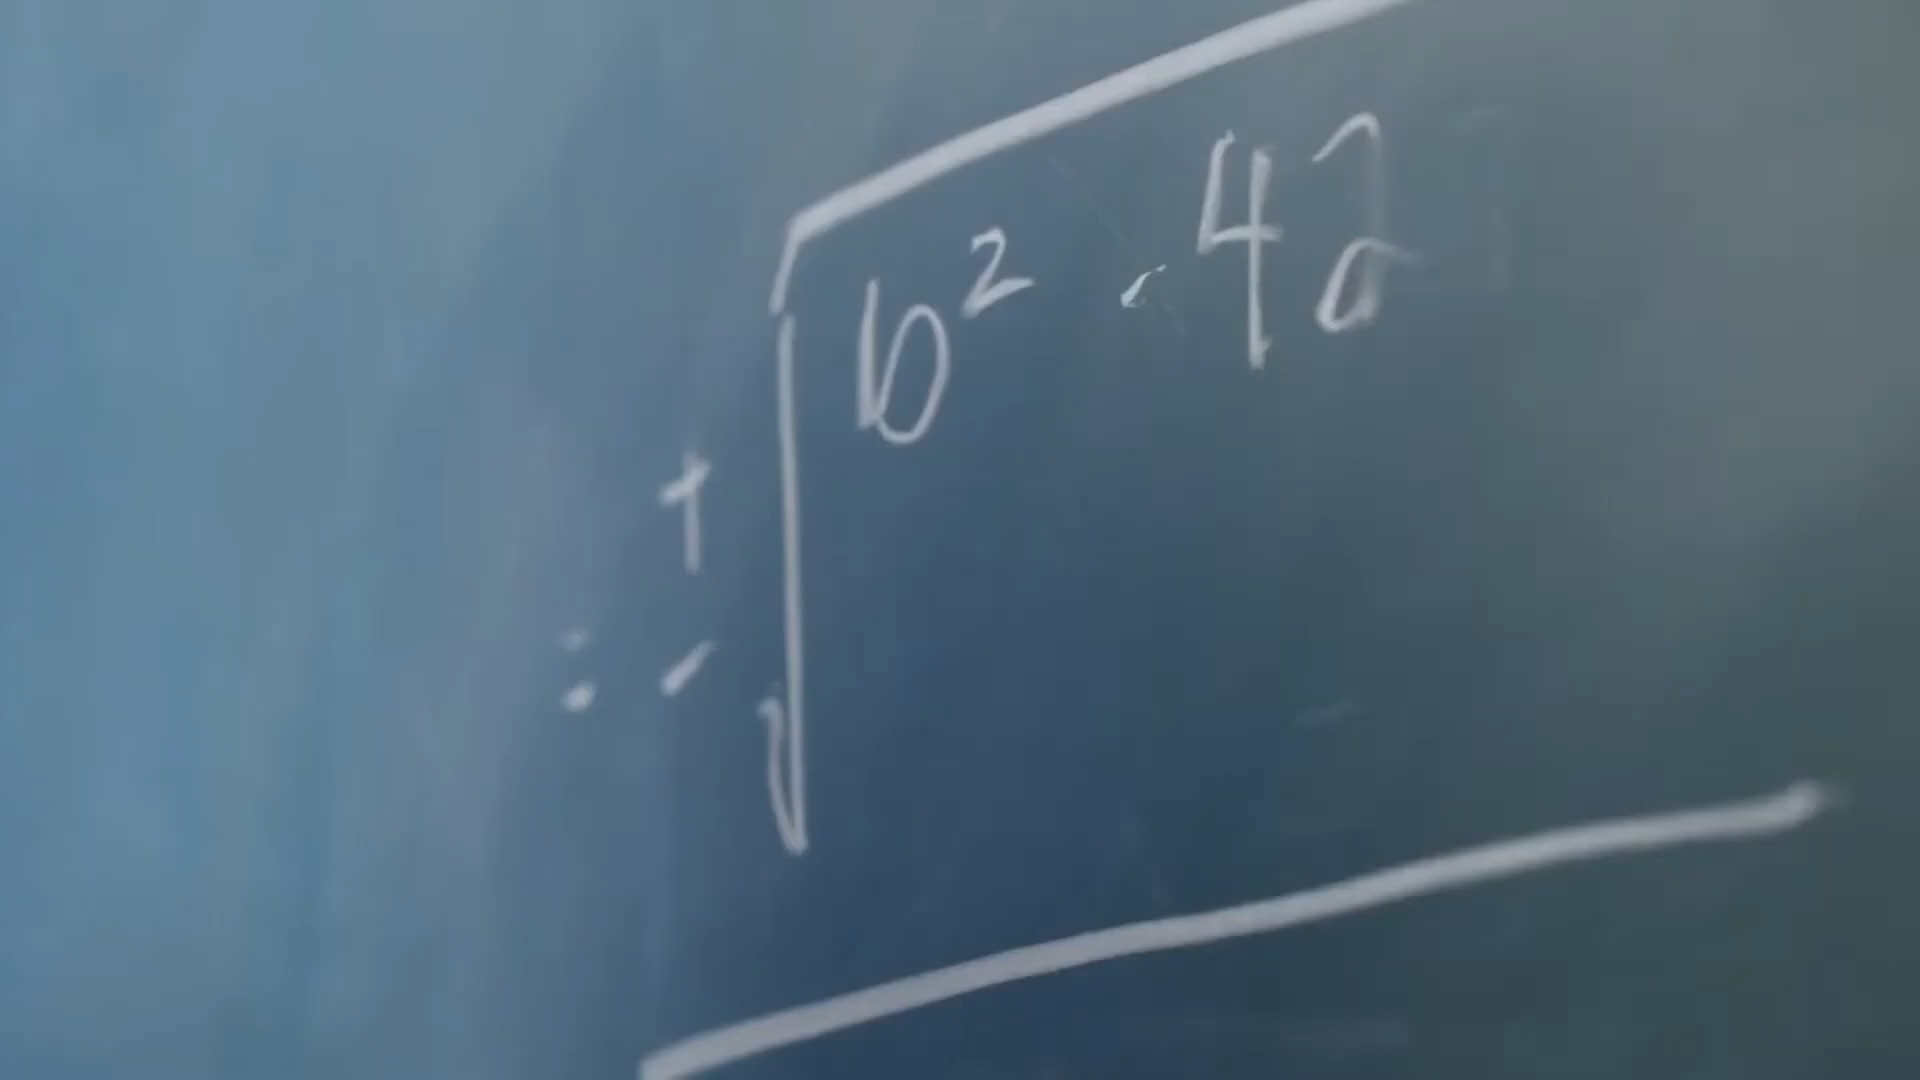 : ± √b² - 4a